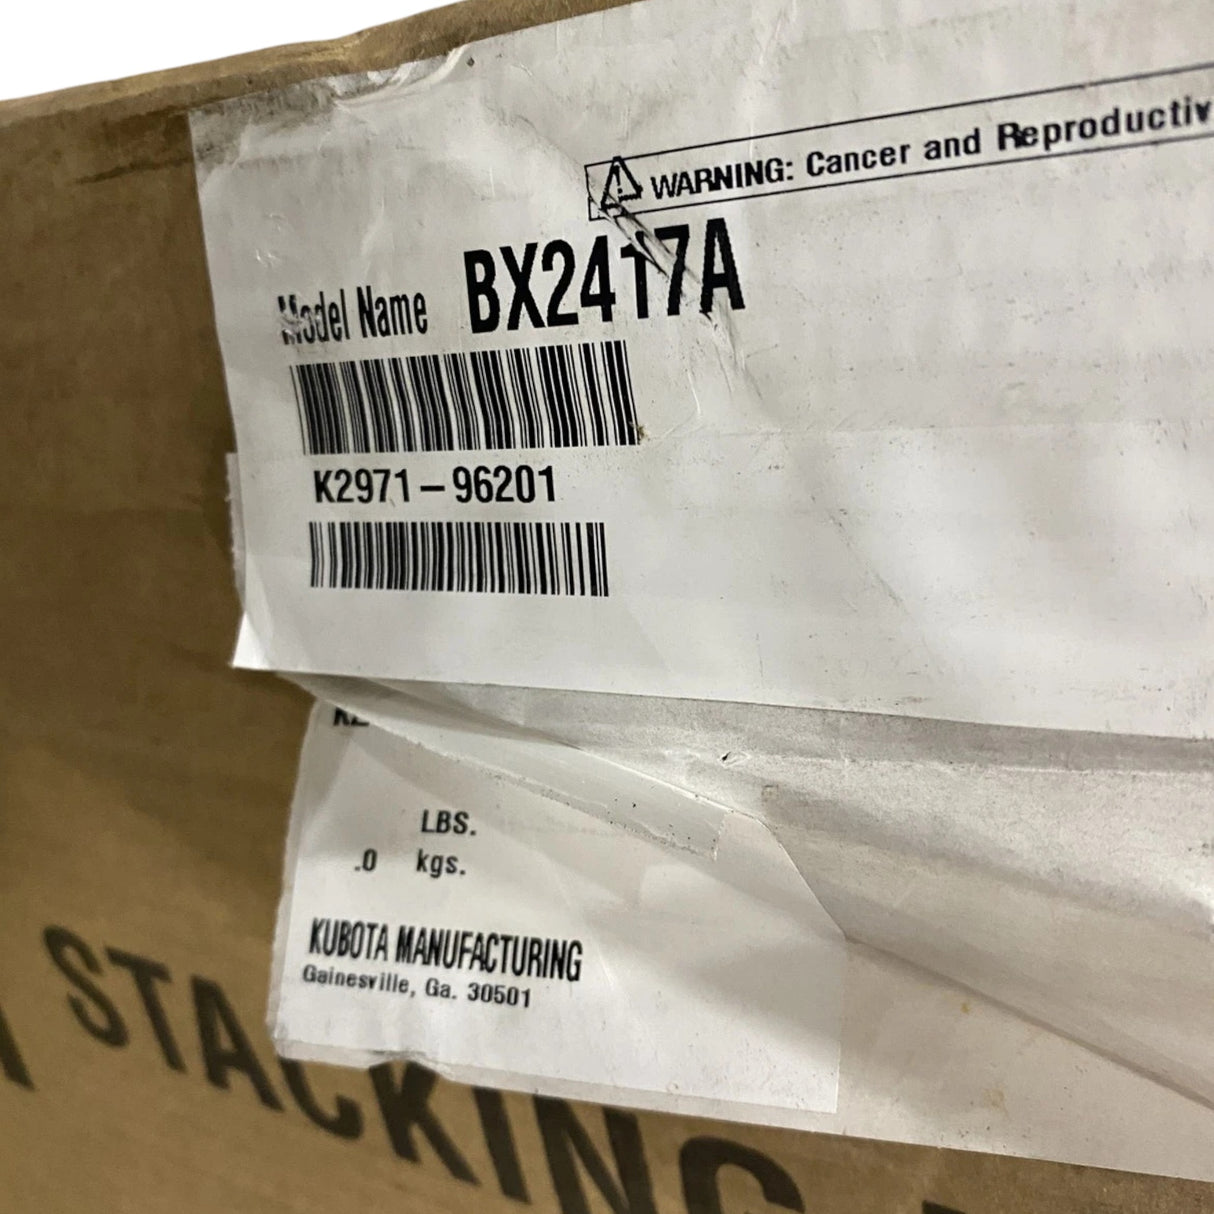 WARNING: Cancer and Reproductiv
Model Name BX2417A
K2971-96201
LBS.
.0 kgs.
KUBOTA MANUFACTURING
Gainesville, Ga. 30501
STACKING